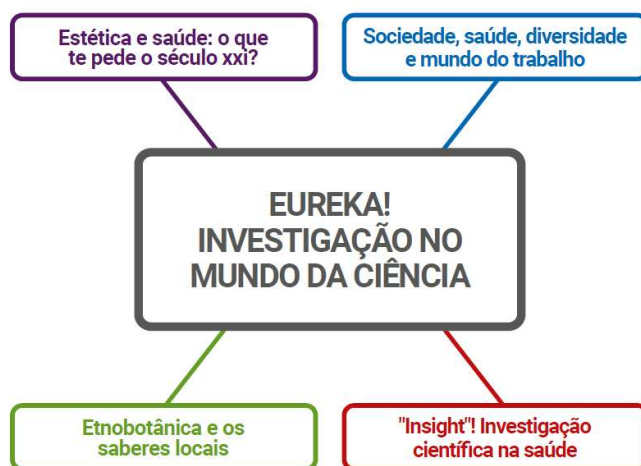 Estética e saúde: o que
te pede o século xxi?
Sociedade, saúde, diversidade
e mundo do trabalho
EUREKA!
INVESTIGAÇÃO NO
MUNDO DA CIÊNCIA
Etnobotânica e os
saberes locais
"Insight"! Investigação
científica na saúde